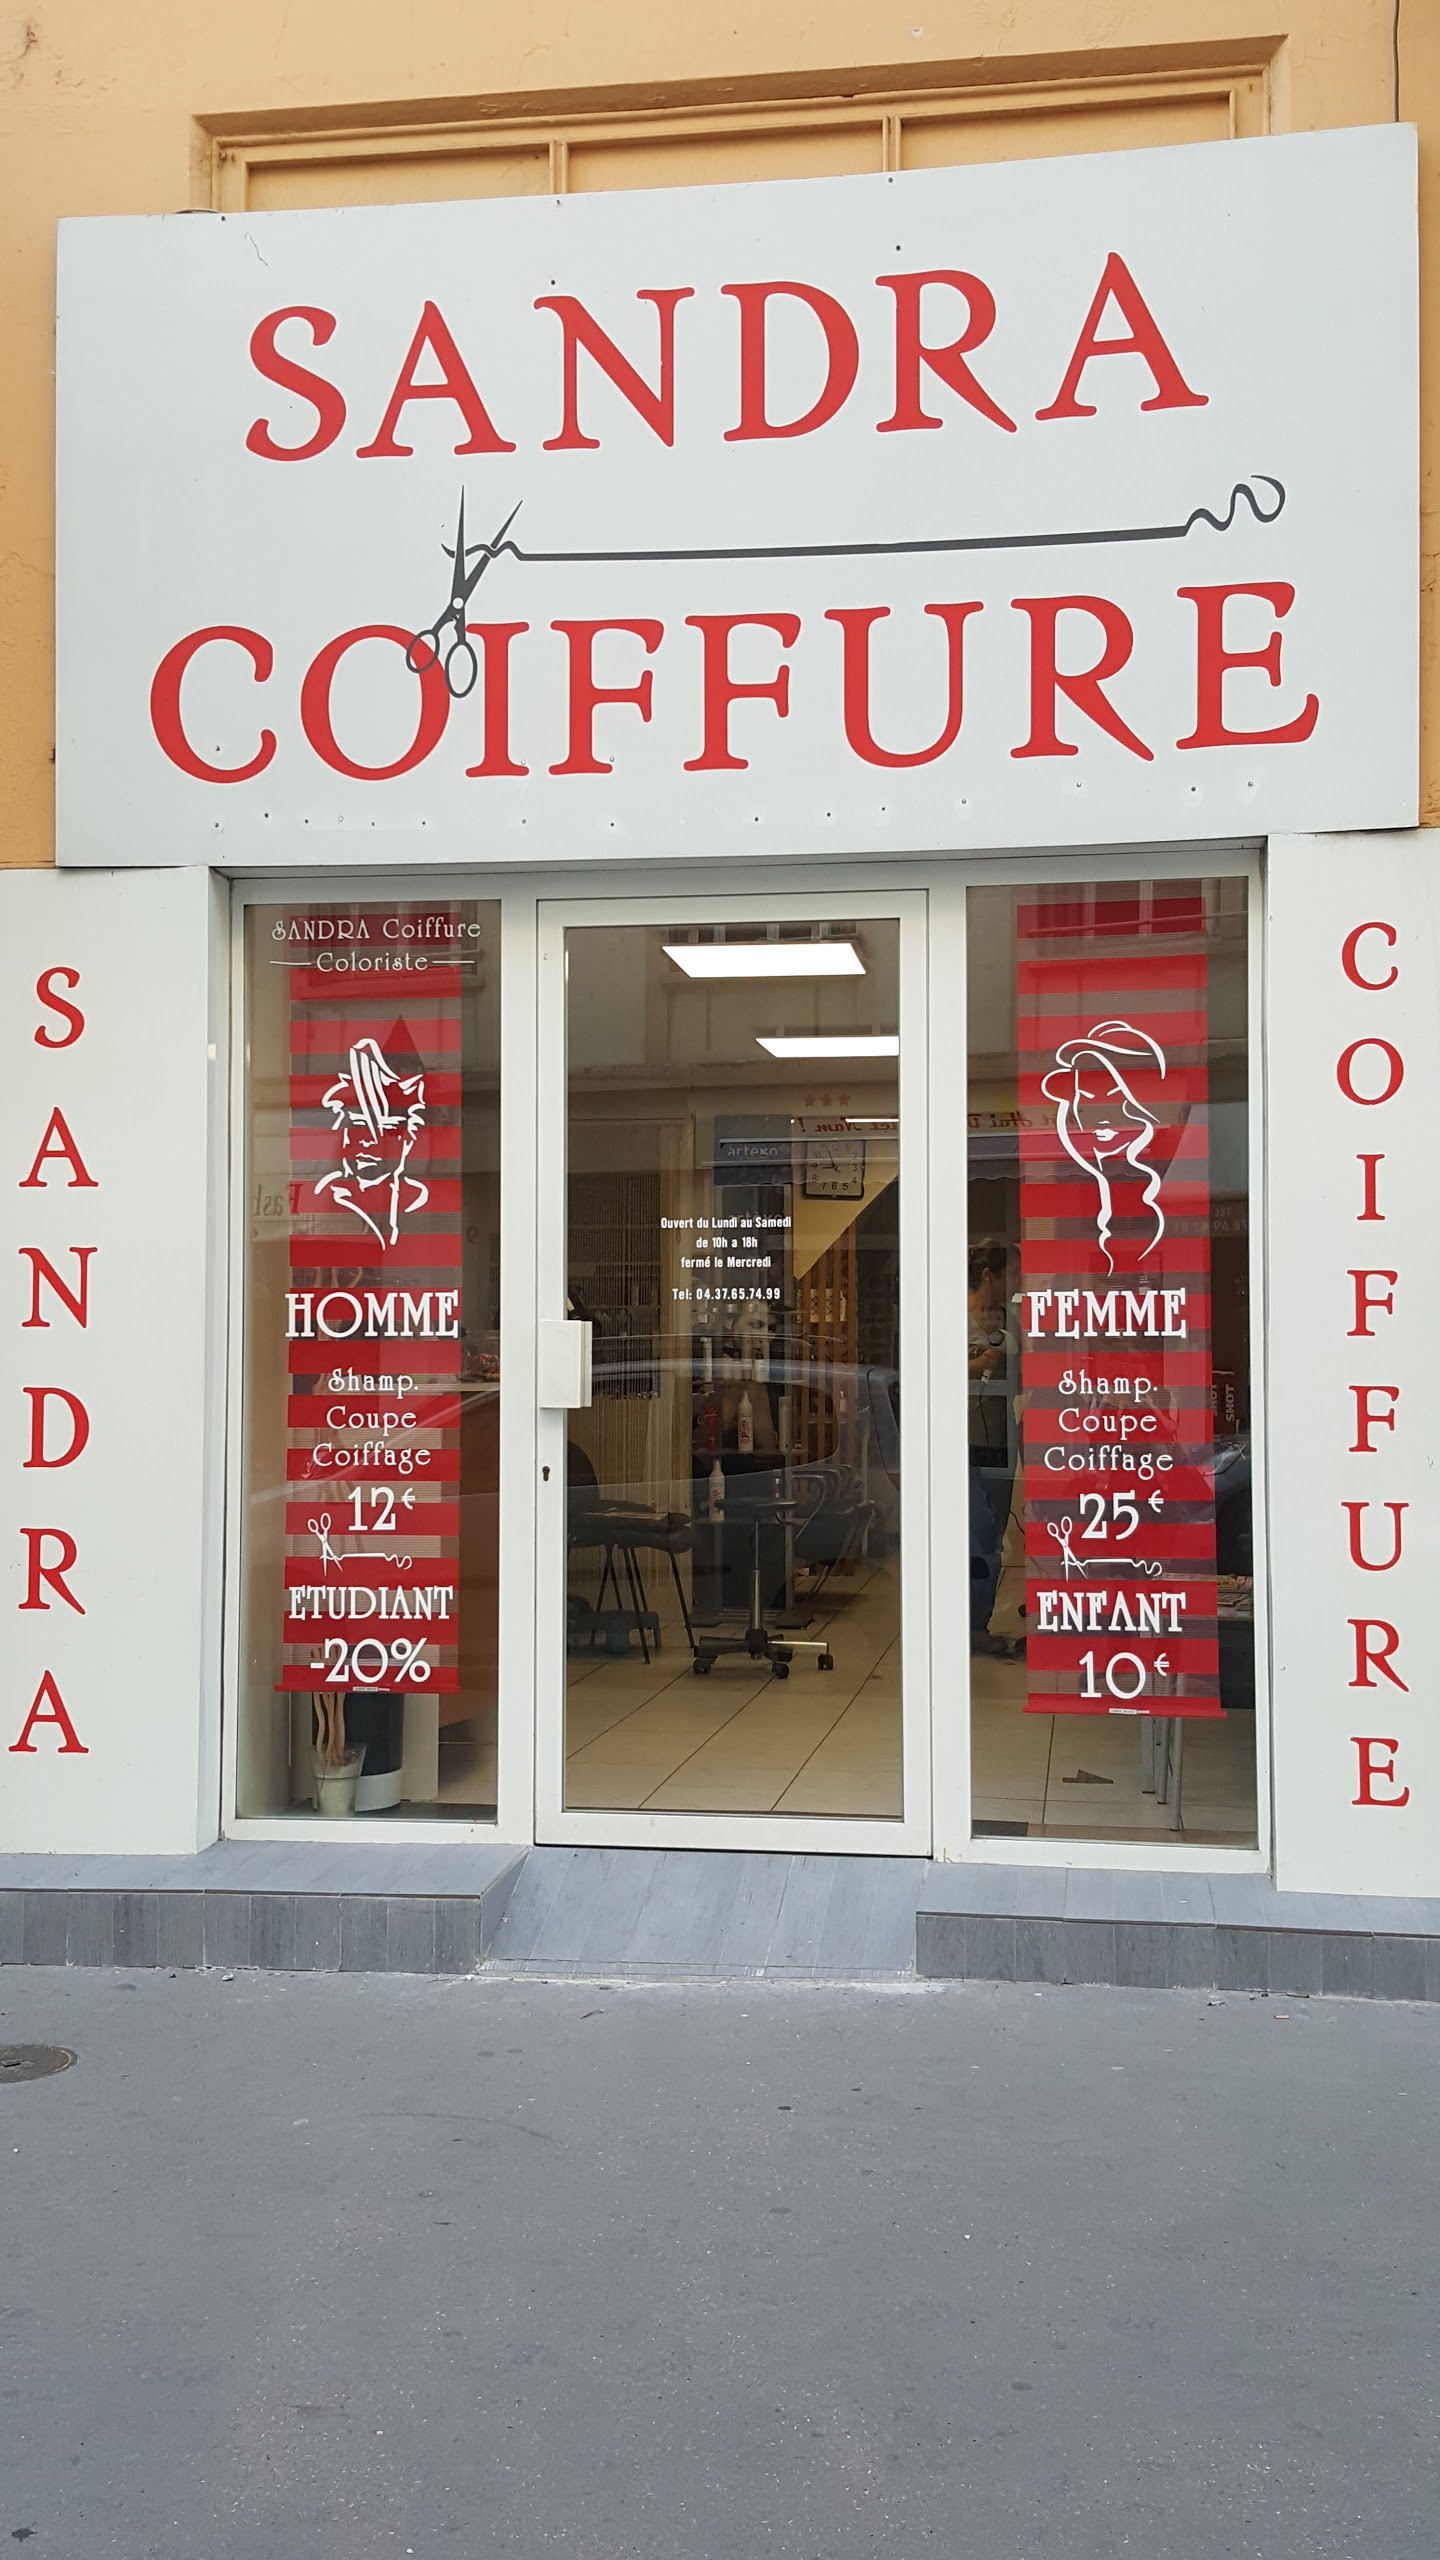 SANDRA
COIFFURE
SANDRA
COIFFURE
SANDRA Coiffure
Coloriste
HOMME
Shamp.
Coupe
Coiffage
12€
ETUDIANT
-20%
artègo
Ouvert du Lundi au Samedi
de 10h a 18h
fermé le Mercredi
Tel: 04.37.65.74.99
FEMME
Shamp.
Coupe
Coiffage
25€
ENFANT
10€